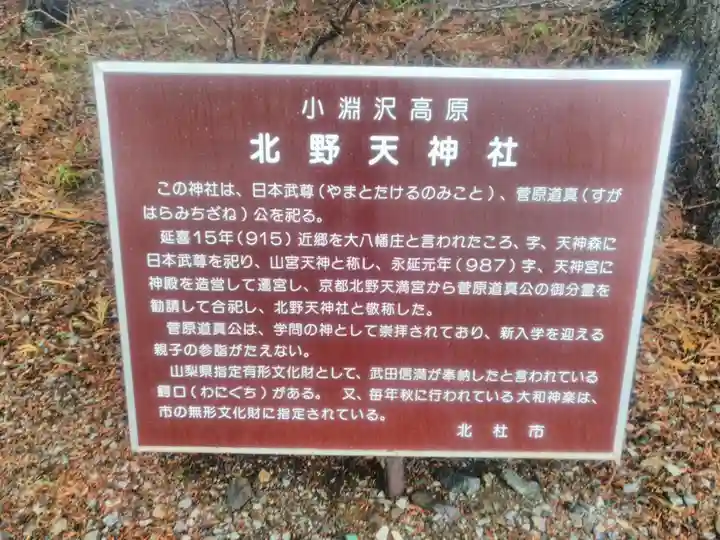 小淵沢高原
北野天神社
この神社は、日本武尊(やまとたけるのみこと)、菅原道真(すが
はらみちざね)公を祀る。
延喜15年(915)近郷を大八幡庄と言われたころ、字、天神森に
日本武尊を祀り、山宮天神と称し、永延元年(987)字、天神宮に
神殿を造営して遷宮し、京都北野天満宮から菅原道真公の御分霊を
勧請して合祀し、北野天神社と敬称した。
菅原道真公は、学問の神として崇拝されており、新入学を迎える
親子の参詣がたえない。
山梨県指定有形文化財として、武田信満が奉納したと言われている
鰐口(わにぐち)がある。 又、毎年秋に行われている大和神楽は、
市の無形文化財に指定されている。
北杜市